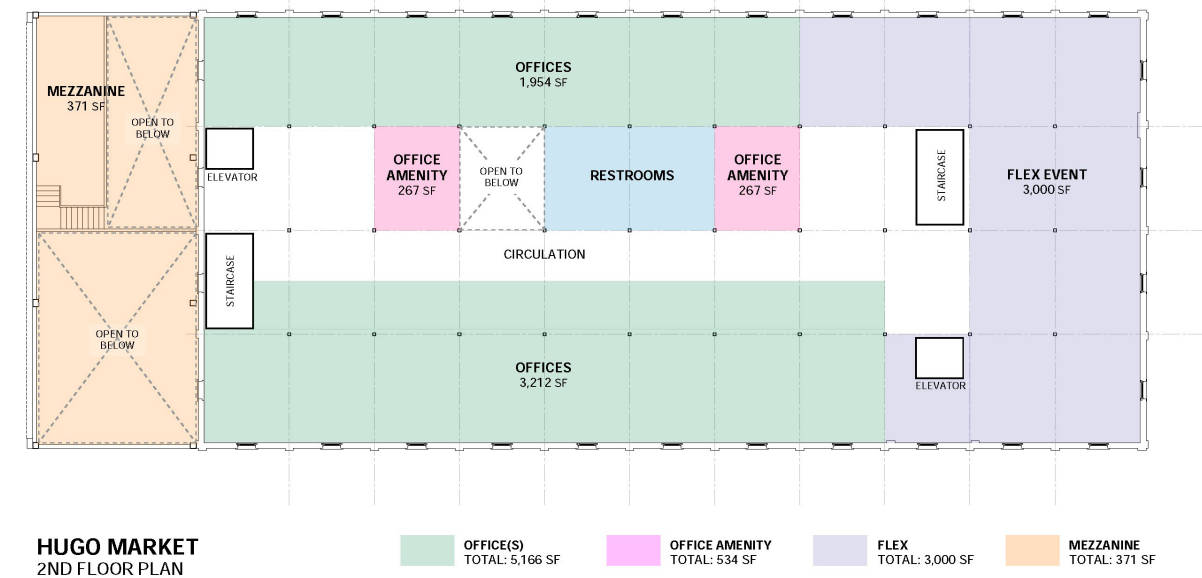 OFFICES
1,954 SF
MEZZANINE
371 SF
OPEN TO
BELOW
ELEVATOR
OFFICE
AMENITY
267 SF
OPEN TO
BELOW
RESTROOMS
OFFICE
AMENITY
267 SF
STAIRCASE
FLEX EVENT
3,000 SF
CIRCULATION
STAIRCASE
OPEN TO
BELOW
OFFICES
3,212 SF
ELEVATOR
HUGO MARKET
2ND FLOOR PLAN
OFFICE(S)
TOTAL: 5,166 SF
OFFICE AMENITY
TOTAL: 534 SF
FLEX
TOTAL: 3,000 SF
MEZZANINE
TOTAL: 371 SF